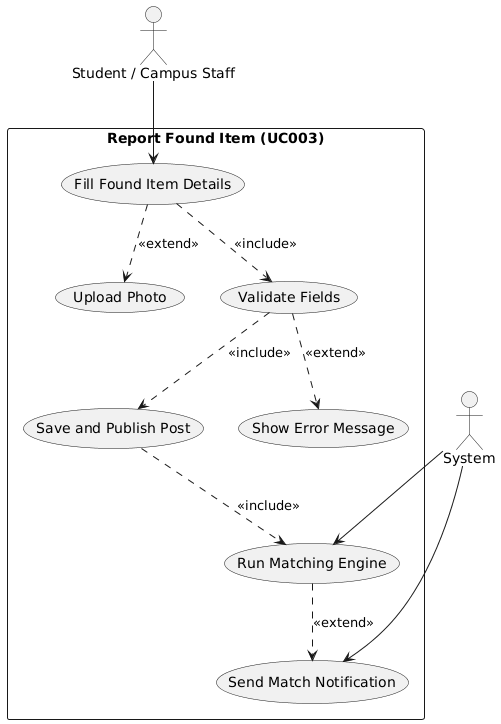 Student / Campus Staff
Report Found Item (UC003)
Fill Found Item Details
«extend»
«include»
Upload Photo
Validate Fields
«include»
«extend»
Save and Publish Post
Show Error Message
System
«include»
Run Matching Engine
«extend»
Send Match Notification